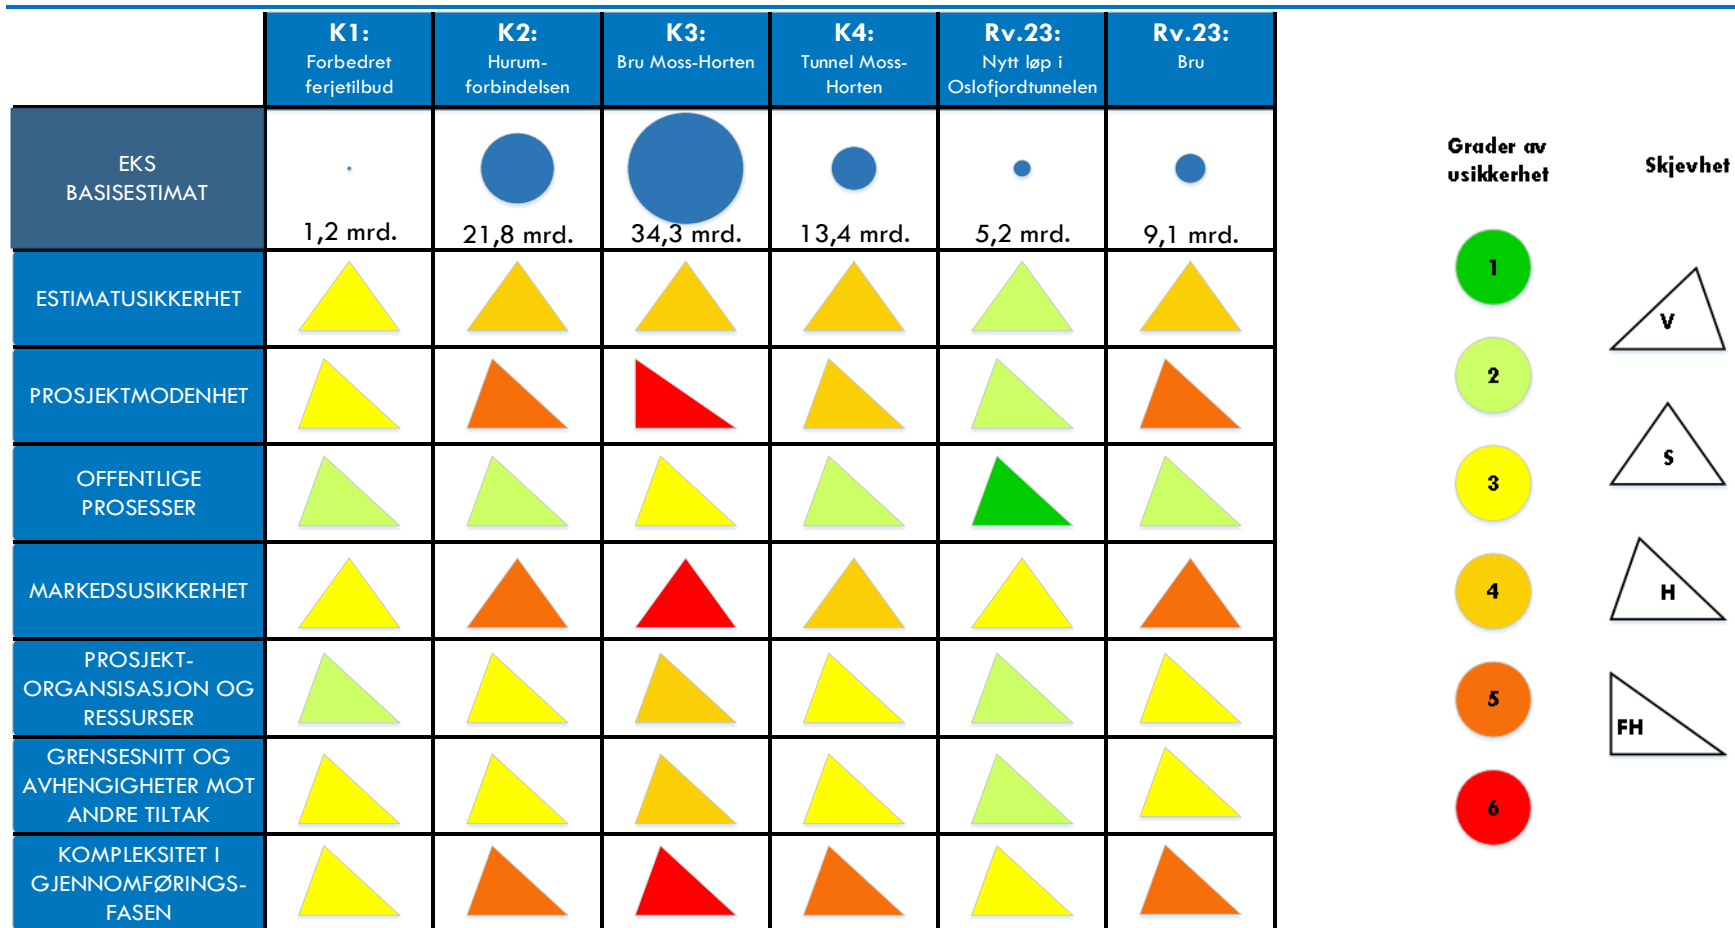 K1:
Forbedret
ferjetilbud
K2:
Hurum-
forbindelsen
K3:
Bru Moss-Horten
K4:
Tunnel Moss-
Horten
Rv.23:
Nytt løp i
Oslofjordtunnelen
Rv.23:
Bru
EKS
BASISESTIMAT
1,2 mrd.
21,8 mrd.
34,3 mrd.
13,4 mrd.
5,2 mrd.
9,1 mrd.
ESTIMATUSIKKERHET
PROSJEKTMODENHET
OFFENTLIGE
PROSESSER
MARKEDSUSIKKERHET
PROSJEKT-
ORGANSISASJON OG
RESSURSER
GRENSESNITT OG
AVHENGIGHETER MOT
ANDRE TILTAK
KOMPLEKSITET I
GJENNOMFØRINGS-
FASEN
Grader av
usikkerhet
1
2
3
4
5
6
Skjevhet
V
S
H
FH